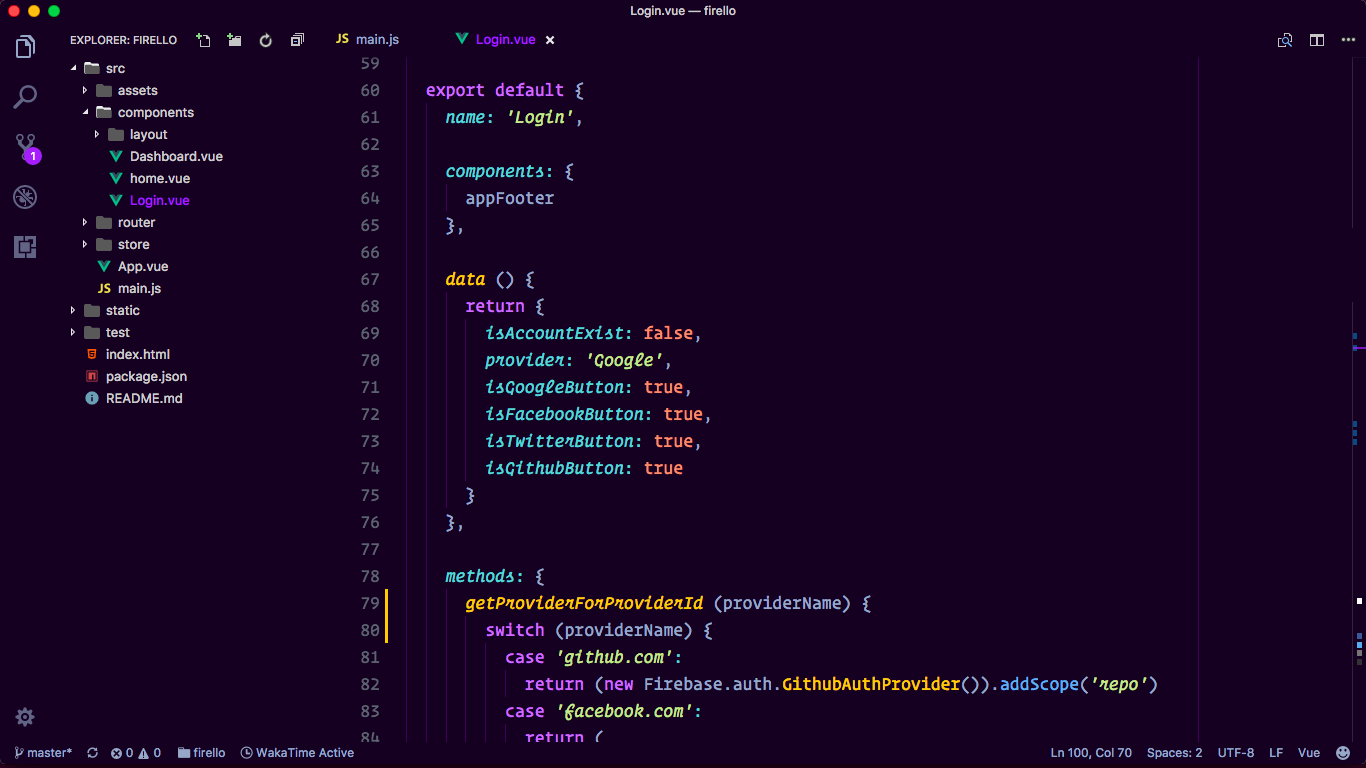 Login.vue — firello
EXPLORER: FIRELLO
JS main.js
Login.vue ×
src
assets
components
layout
Dashboard.vue
home.vue
Login.vue
router
store
App.vue
JS main.js
static
test
index.html
package.json
README.md
1
59
60 export default {
61 name: 'Login',
62
63 components: {
64 appFooter
65 },
66
67 data () {
68 return {
69 isAccountExist: false,
70 provider: 'Google',
71 isGoogleButton: true,
72 isFacebookButton: true,
73 isTwitterButton: true,
74 isGithubButton: true
75 }
76 },
77
78 methods: {
79 getProviderForProviderId (providerName) {
80 switch (providerName) {
81 case 'github.com':
82 return (new Firebase.auth.GithubAuthProvider()).addScope('repo')
83 case 'facebook.com':
84 return (
master* 0 0 firello WakaTime Active Ln 100, Col 70 Spaces: 2 UTF-8 LF Vue